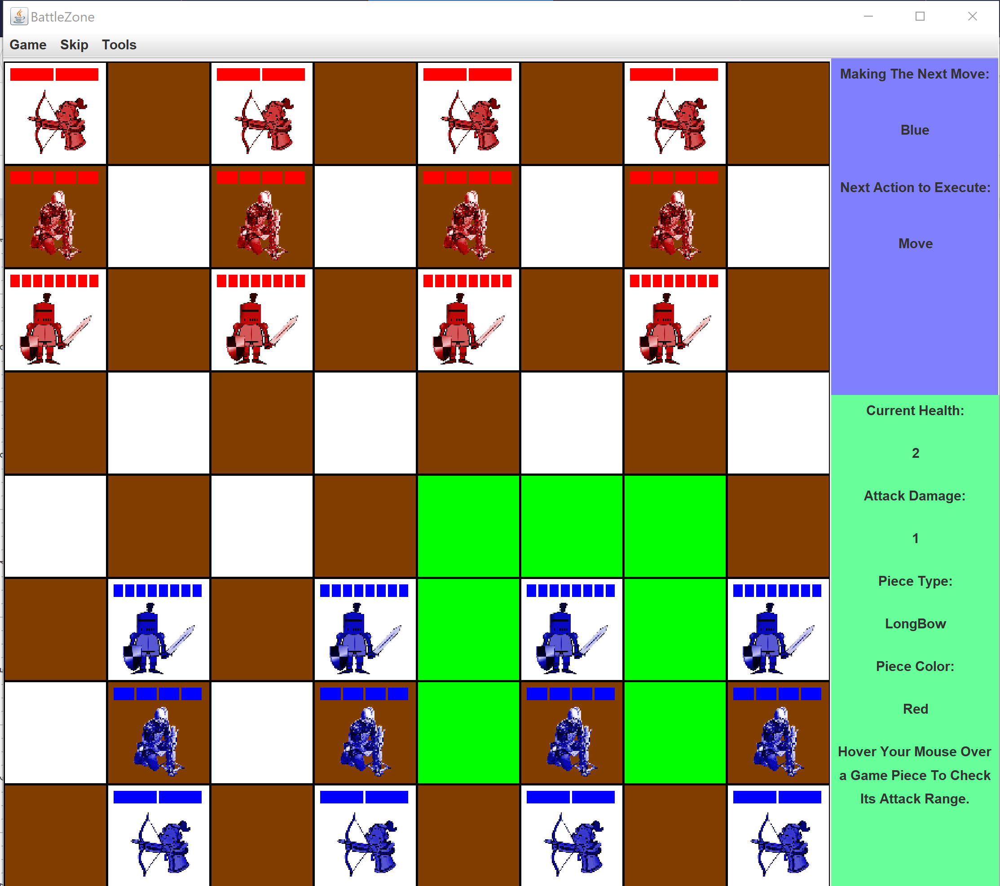 BattleZone
Game Skip Tools
Making The Next Move:
Blue
Next Action to Execute:
Move
Current Health:
2
Attack Damage:
1
Piece Type:
LongBow
Piece Color:
Red
Hover Your Mouse Over
a Game Piece To Check
Its Attack Range.